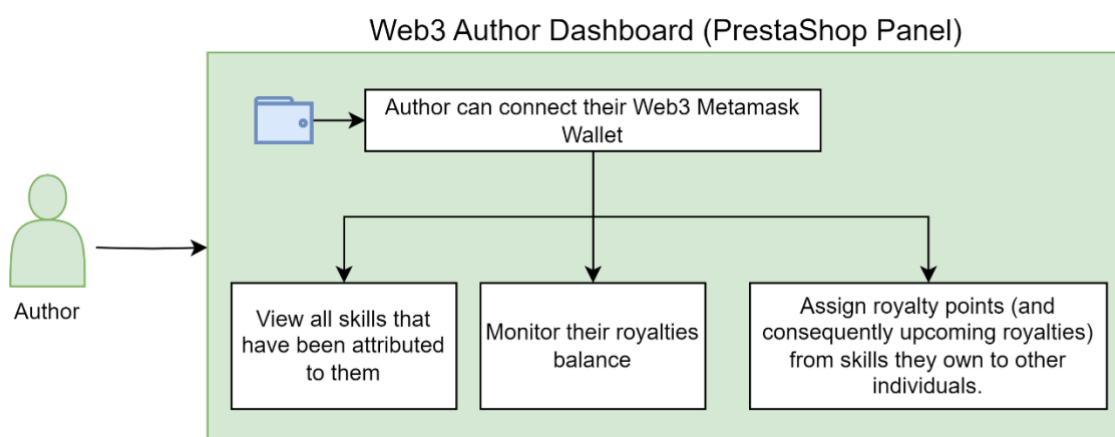 Web3 Author Dashboard (PrestaShop Panel)
Author can connect their Web3 Metamask
Wallet
Author
View all skills that
have been attributed
to them
Monitor their royalties
balance
Assign royalty points (and
consequently upcoming royalties)
from skills they own to other
individuals.